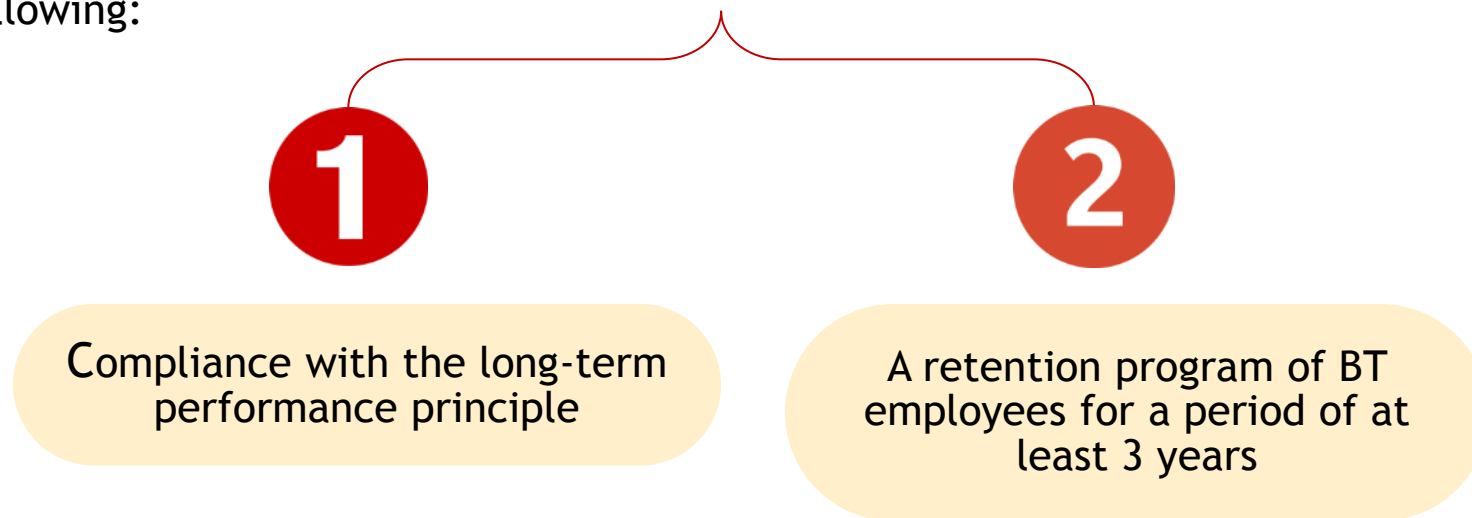 lowing:
1
2
Compliance with the long-term
performance principle
A retention program of BT
employees for a period of at
least 3 years